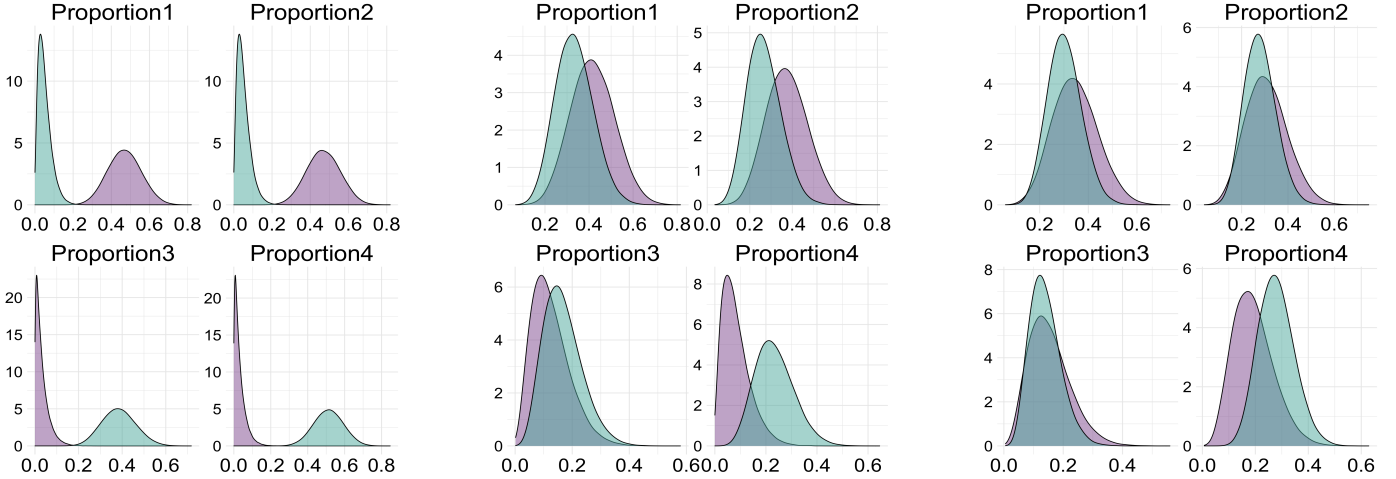 Proportion1 Proportion2 Proportion1 Proportion2 Proportion1 Proportion2
10 10 4 5 4 6
5 5 3 4 2 4
0 0 2 3 0 2
1 2 0
0 1
0
0.0 0.2 0.4 0.6 0.8 0.0 0.2 0.4 0.6 0.8 0.2 0.4 0.6 0.8 0.0 0.2 0.4 0.6 0.8 0.2 0.4 0.6 0.2 0.4 0.6
Proportion3 Proportion4 Proportion3 Proportion4 Proportion3 Proportion4
20 20 6 8 8 6
15 15 4 6 6 4
10 10 2 4 4 2
5 5 0 2 2 0
0 0 0 0
0.0 0.2 0.4 0.6 0.0 0.2 0.4 0.6 0.8 0.0 0.2 0.4 0.6 0.0 0.2 0.4 0.6 0.0 0.2 0.4 0.0 0.2 0.4 0.6